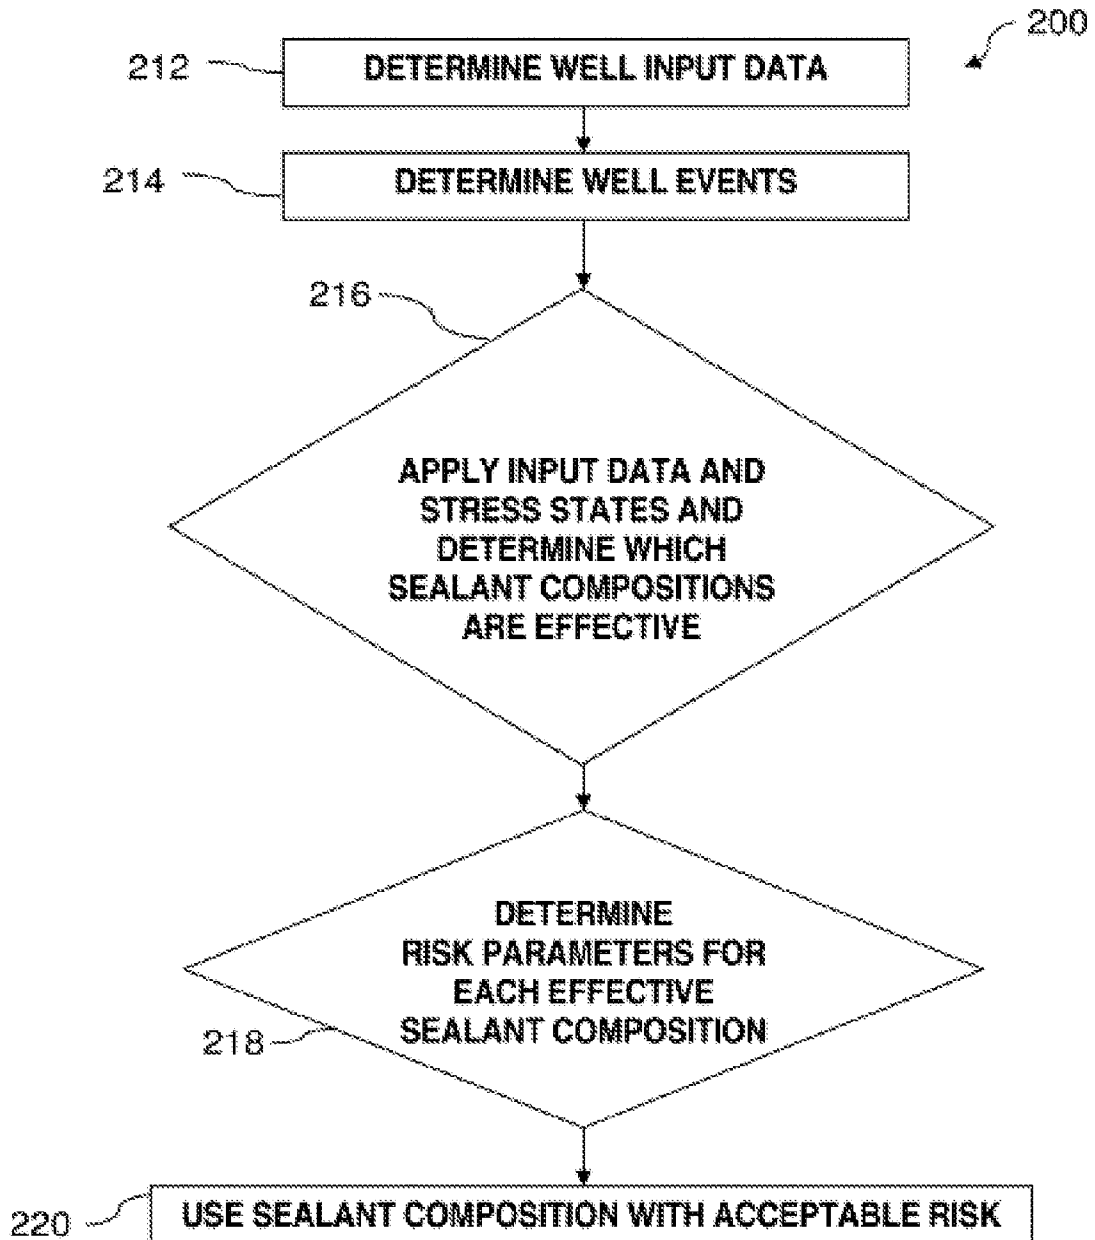 200
212
DETERMINE WELL INPUT DATA
214
DETERMINE WELL EVENTS
216
APPLY INPUT DATA AND
STRESS STATES AND
DETERMINE WHICH
SEALANT COMPOSITIONS
ARE EFFECTIVE
DETERMINE
RISK PARAMETERS FOR
EACH EFFECTIVE
SEALANT COMPOSITION
218
220
USE SEALANT COMPOSITION WITH ACCEPTABLE RISK